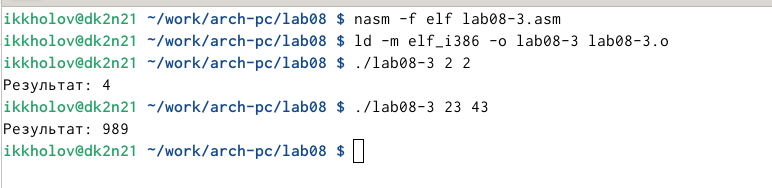 ikkholov@dk2n21 ~/work/arch-pc/lab08 $ nasm -f elf lab08-3.asm
ikkholov@dk2n21 ~/work/arch-pc/lab08 $ ld -m elf_i386 -o lab08-3 lab08-3.o
ikkholov@dk2n21 ~/work/arch-pc/lab08 $ ./lab08-3 2 2
Результат: 4
ikkholov@dk2n21 ~/work/arch-pc/lab08 $ ./lab08-3 23 43
Результат: 989
ikkholov@dk2n21 ~/work/arch-pc/lab08 $